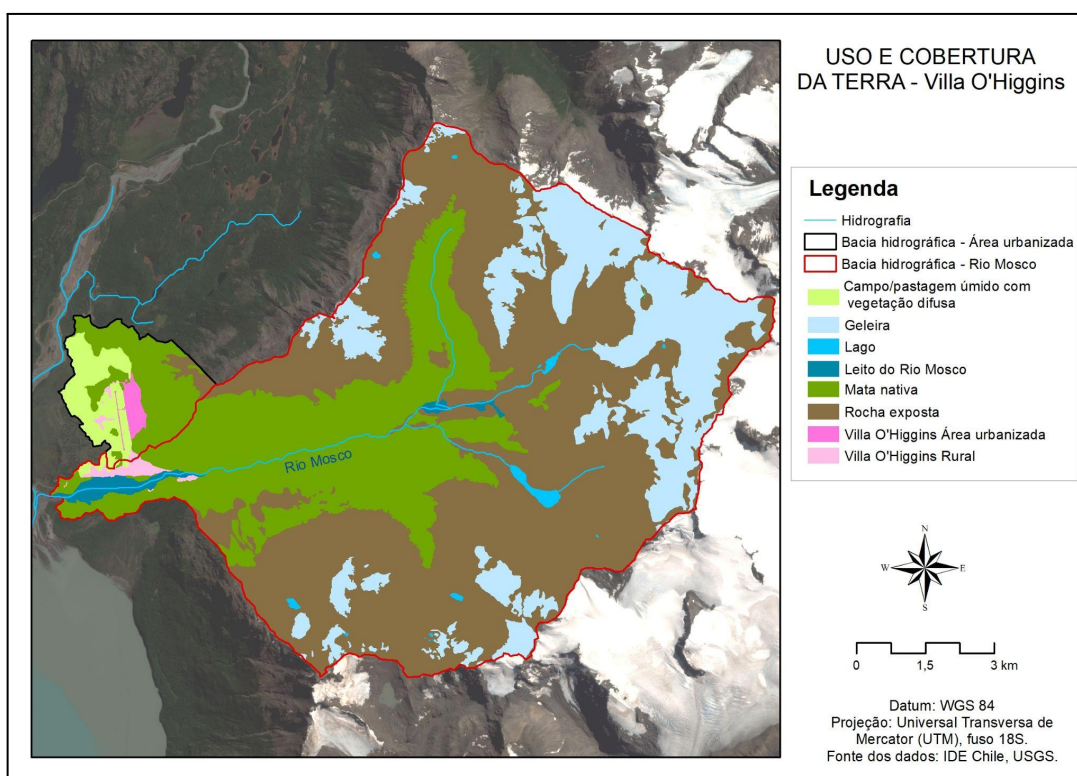 USO E COBERTURA
DA TERRA - Villa O'Higgins
Legenda
Hidrografia
Bacia hidrográfica - Área urbanizada
Bacia hidrográfica - Rio Mosco
Campo/pastagem úmido com
vegetação difusa
Geleira
Lago
Leito do Rio Mosco
Mata nativa
Rocha exposta
Villa O'Higgins Área urbanizada
Villa O'Higgins Rural
Rio Mosco
N
W E
S
0 1,5 3 km
Datum: WGS 84
Projeção: Universal Transversa de
Mercator (UTM), fuso 18S.
Fonte dos dados: IDE Chile, USGS.